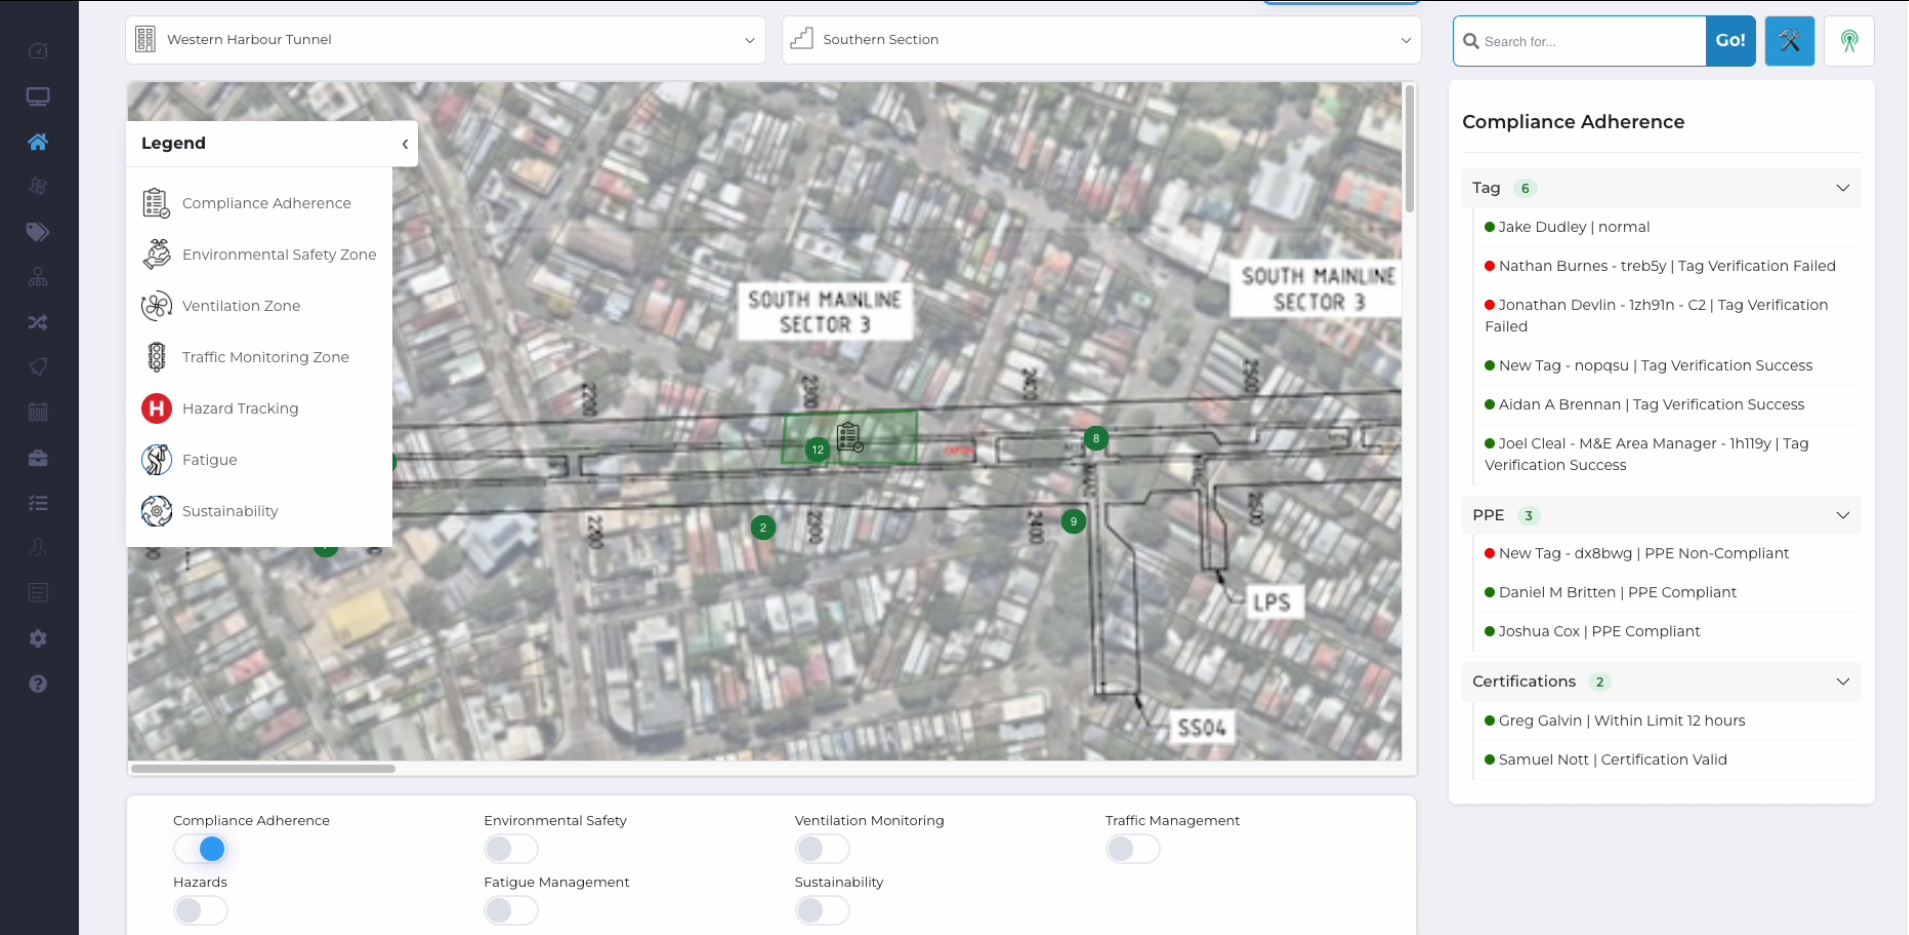 Western Harbour Tunnel
Southern Section
Search for...
Go!
Legend
Compliance Adherence
Environmental Safety Zone
Ventilation Zone
Traffic Monitoring Zone
H
Hazard Tracking
Fatigue
Sustainability
SOUTH MAINLINE
SECTOR 3
SOUTH MAINLINE
SECTOR 3
2200
2300
2400
2500
12
8
2200
2
2300
2400
9
2500
LPS
SS04
Compliance Adherence
Tag 6
Jake Dudley | normal
Nathan Burnes - treb5y | Tag Verification Failed
Jonathan Devlin - 1zh91n - C2 | Tag Verification
Failed
New Tag - nopqsu | Tag Verification Success
Aidan A Brennan | Tag Verification Success
Joel Cleal - M&E Area Manager - 1h119y | Tag
Verification Success
PPE 3
New Tag - dx8bwg | PPE Non-Compliant
Daniel M Britten | PPE Compliant
Joshua Cox | PPE Compliant
Certifications 2
Greg Galvin | Within Limit 12 hours
Samuel Nott | Certification Valid
Compliance Adherence
Environmental Safety
Ventilation Monitoring
Traffic Management
Hazards
Fatigue Management
Sustainability